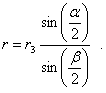 r = r₃ sin(α/2) / sin(β/2) .